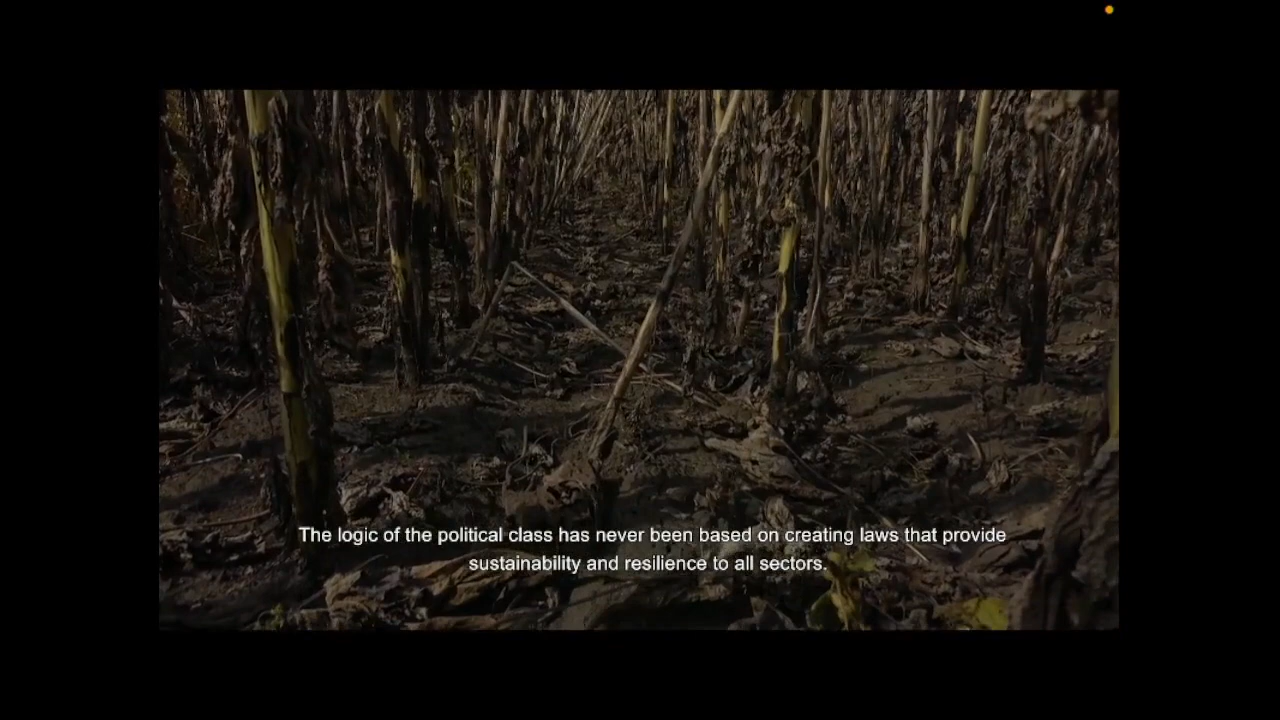 The logic of the political class has never been based on creating laws that provide
sustainability and resilience to all sectors.